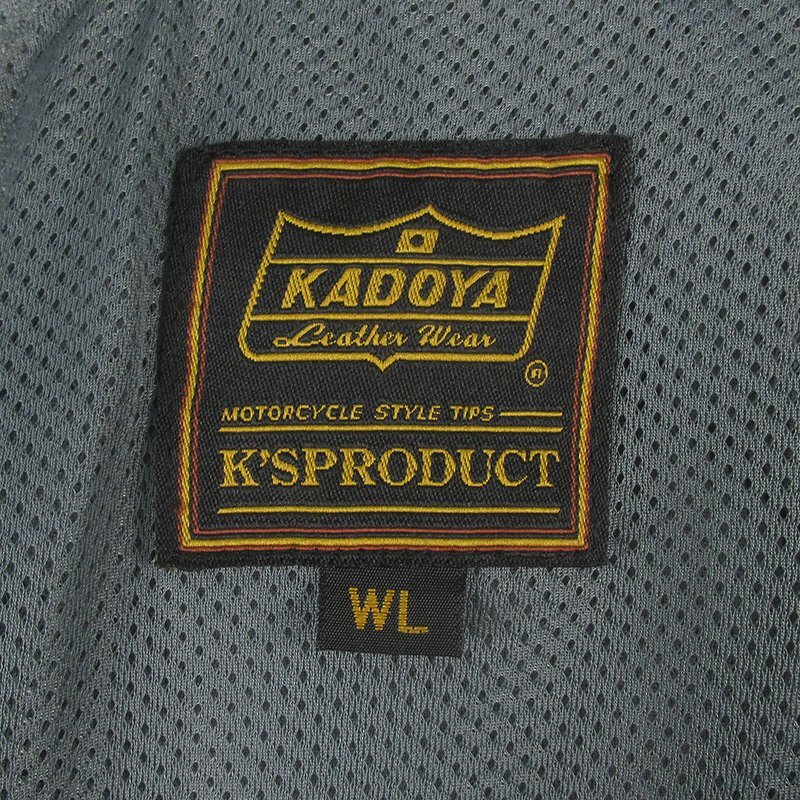 KADOYA
Leather Wear
®
MOTORCYCLE STYLE TIPS
K'SPRODUCT
WL